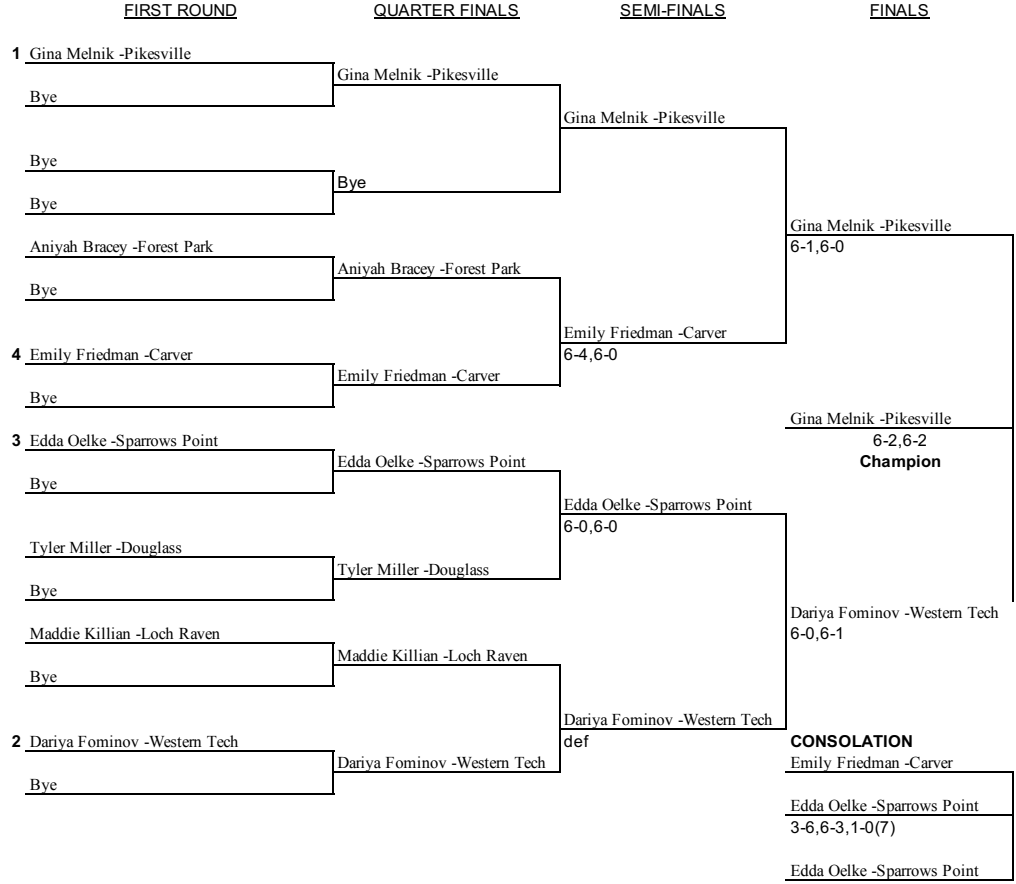 FIRST ROUND QUARTER FINALS SEMI-FINALS FINALS
1 Gina Melnik -Pikesville
Gina Melnik -Pikesville
Bye
Gina Melnik -Pikesville
Bye
Bye
Bye
Gina Melnik -Pikesville
Aniyah Bracey -Forest Park
6-1,6-0
Aniyah Bracey -Forest Park
Bye
Emily Friedman -Carver
4 Emily Friedman -Carver
6-4,6-0
Emily Friedman -Carver
Bye
Gina Melnik -Pikesville
3 Edda Oelke -Sparrows Point
6-2,6-2
Edda Oelke -Sparrows Point
Champion
Bye
Edda Oelke -Sparrows Point
6-0,6-0
Tyler Miller -Douglass
Tyler Miller -Douglass
Bye
Dariya Fominov -Western Tech
Maddie Killian -Loch Raven
6-0,6-1
Maddie Killian -Loch Raven
Bye
Dariya Fominov -Western Tech
2 Dariya Fominov -Western Tech
def
CONSOLATION
Dariya Fominov -Western Tech
Emily Friedman -Carver
Bye
Edda Oelke -Sparrows Point
3-6,6-3,1-0(7)
Edda Oelke -Sparrows Point